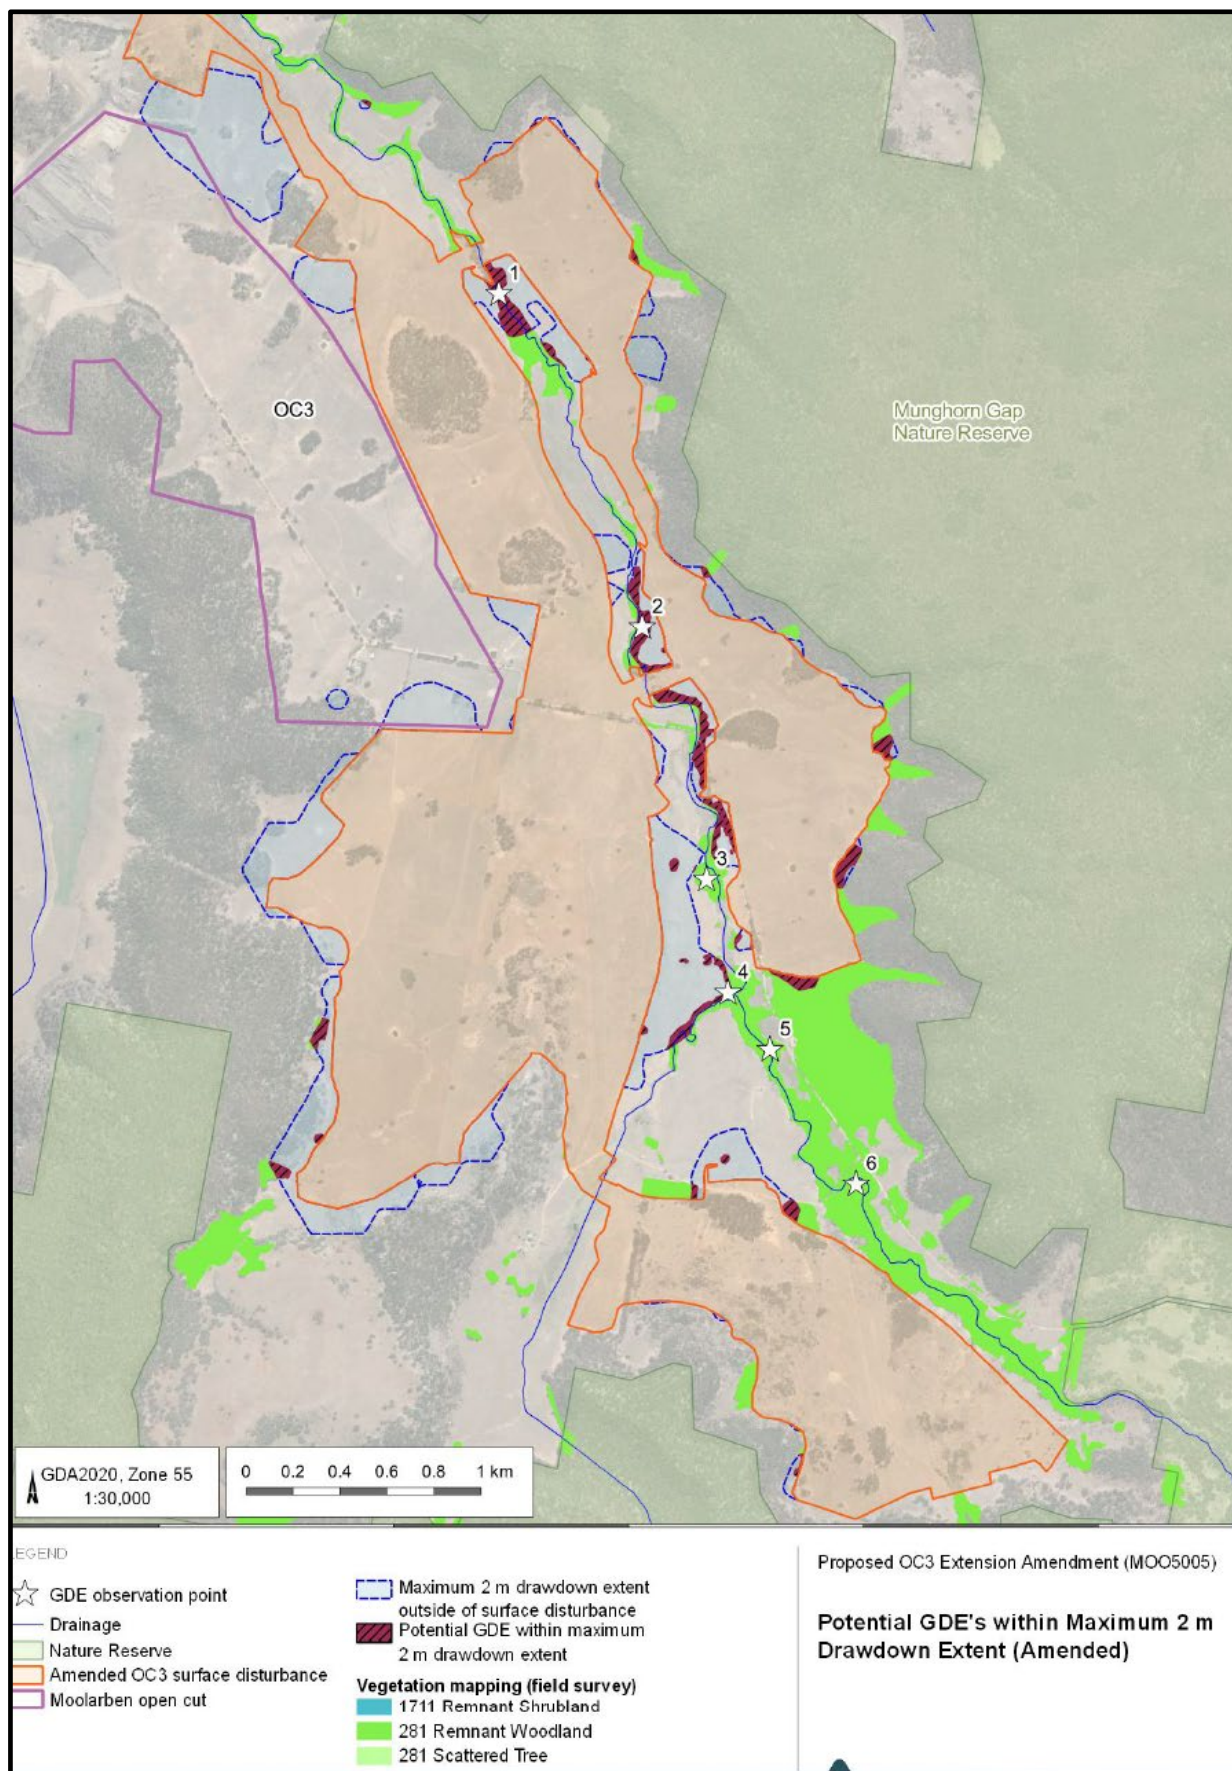 1
OC3
Munghorn Gap
Nature Reserve
2
3
4
5
6
GDA2020, Zone 55
1:30,000
0 0.2 0.4 0.6 0.8 1 km
EGEND
GDE observation point
Drainage
Nature Reserve
Amended OC3 surface disturbance
Moolarben open cut
Maximum 2 m drawdown extent
outside of surface disturbance
Potential GDE within maximum
2 m drawdown extent
Vegetation mapping (field survey)
1711 Remnant Shrubland
281 Remnant Woodland
281 Scattered Tree
Proposed OC3 Extension Amendment (MOO5005)
Potential GDE's within Maximum 2 m
Drawdown Extent (Amended)